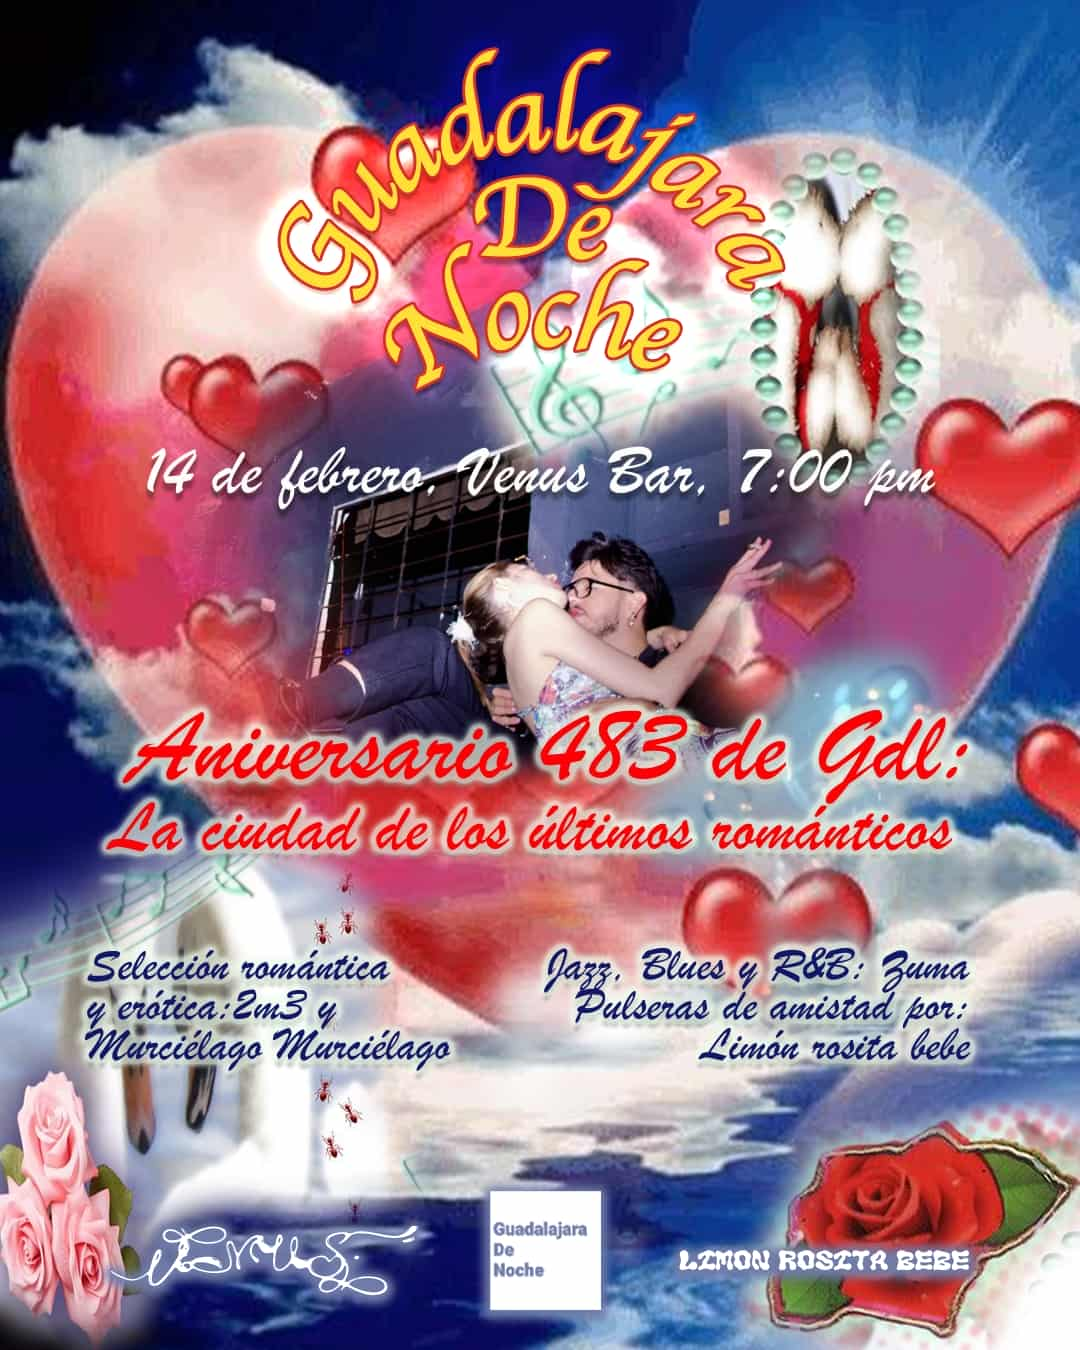 Guadalajara
De
Noche
14 de febrero, Venus Bar, 7:00 pm
Aniversario 483 de Gdl:
La ciudad de los últimos románticos
Selección romántica
y erótica:2m3 y
Murciélago Murciélago
Jazz, Blues y R&B: Zuma
Pulseras de amistad por:
Limón rosita bebe
Venus
Guadalajara
De
Noche
LIMON ROSITA BEBE